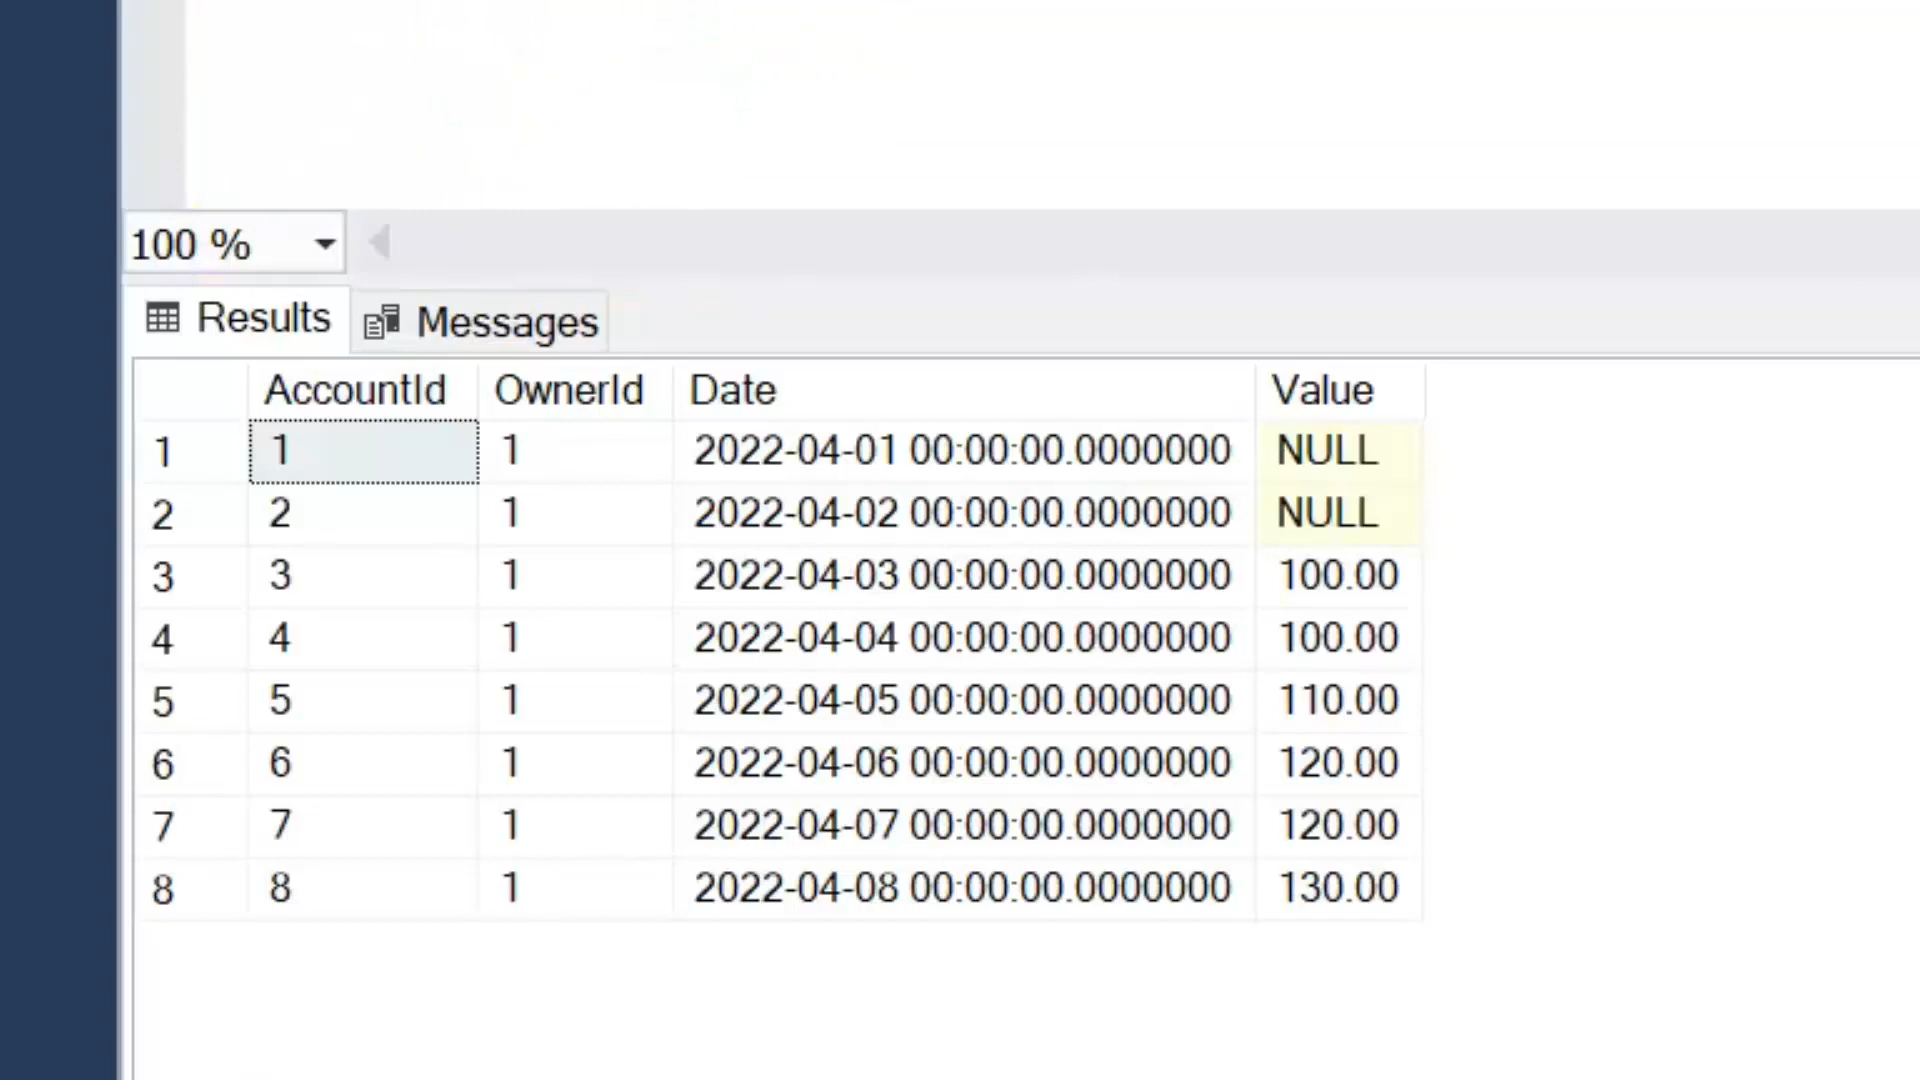 100 %
Results Messages
AccountId OwnerId Date Value
1 1 1 2022-04-01 00:00:00.0000000 NULL
2 2 1 2022-04-02 00:00:00.0000000 NULL
3 3 1 2022-04-03 00:00:00.0000000 100.00
4 4 1 2022-04-04 00:00:00.0000000 100.00
5 5 1 2022-04-05 00:00:00.0000000 110.00
6 6 1 2022-04-06 00:00:00.0000000 120.00
7 7 1 2022-04-07 00:00:00.0000000 120.00
8 8 1 2022-04-08 00:00:00.0000000 130.00